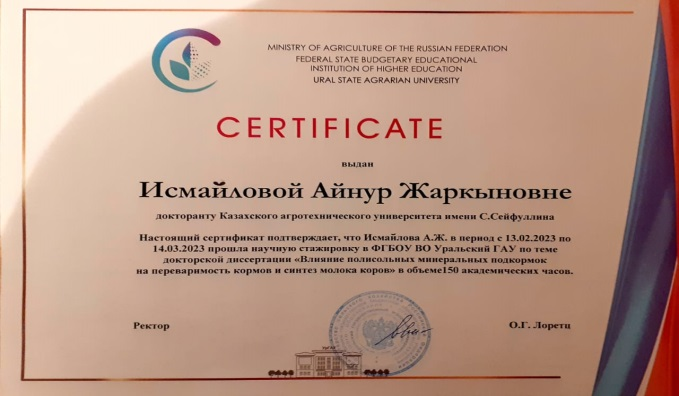 MINISTRY OF AGRICULTURE OF THE RUSSIAN FEDERATION
FEDERAL STATE BUDGETARY EDUCATIONAL
INSTITUTION OF HIGHER EDUCATION
URAL STATE AGRARIAN UNIVERSITY
CERTIFICATE
выдан
Исмайловой Айнур Жаркыновне
докторанту Казахского агротехнического университета имени С.Сейфуллина
Настоящий сертификат подтверждает, что Исмайлова А.Ж. в период с 13.02.2023 по
14.03.2023 прошла научную стажировку в ФГБОУ ВО Уральский ГАУ по теме
докторской диссертации «Влияние полисольных минеральных подкормок
на переваримость кормов и синтез молока коров» в объеме150 академических часов.
Ректор
О.Г. Лоретц